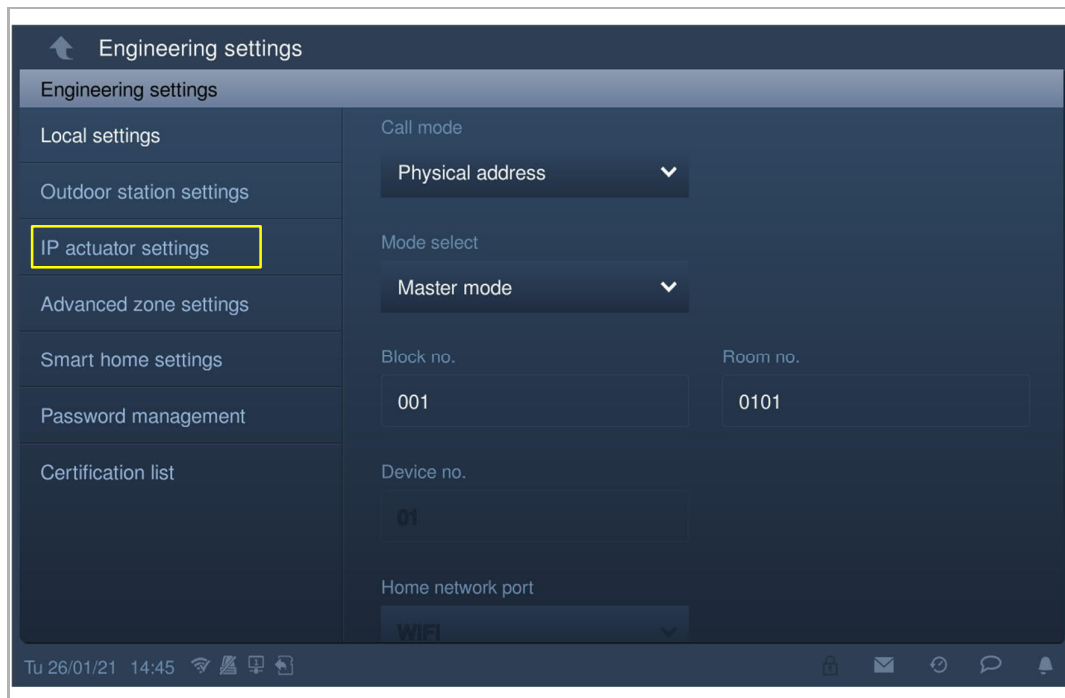 Engineering settings
Engineering settings
Local settings
Outdoor station settings
IP actuator settings
Advanced zone settings
Smart home settings
Password management
Certification list
Call mode
Physical address
Mode select
Master mode
Block no.
Room no.
001
0101
Device no.
01
Home network port
WIFI
Tu 26/01/21 14:45